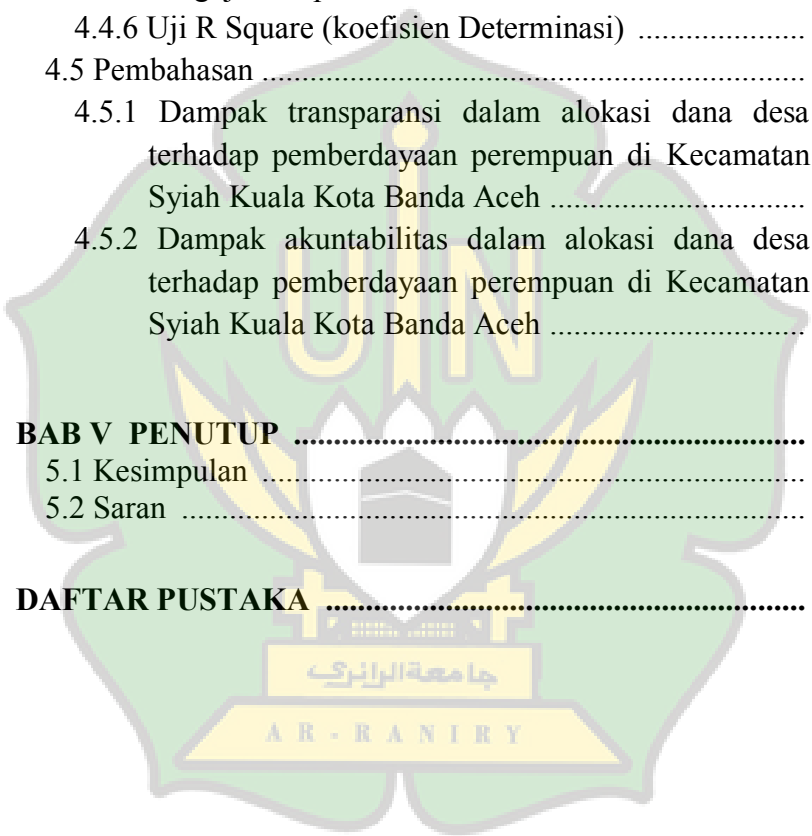 4.4.6 Uji R Square (koefisien Determinasi) .....................
4.5 Pembahasan ....................................................................
4.5.1 Dampak transparansi dalam alokasi dana desa
terhadap pemberdayaan perempuan di Kecamatan
Syiah Kuala Kota Banda Aceh ................................
4.5.2 Dampak akuntabilitas dalam alokasi dana desa
terhadap pemberdayaan perempuan di Kecamatan
Syiah Kuala Kota Banda Aceh ................................
UIN
BAB V PENUTUP ................................................................
5.1 Kesimpulan ....................................................................
5.2 Saran ..............................................................................
DAFTAR PUSTAKA ............................................................
جامعة الرانري
AR-RANIRY